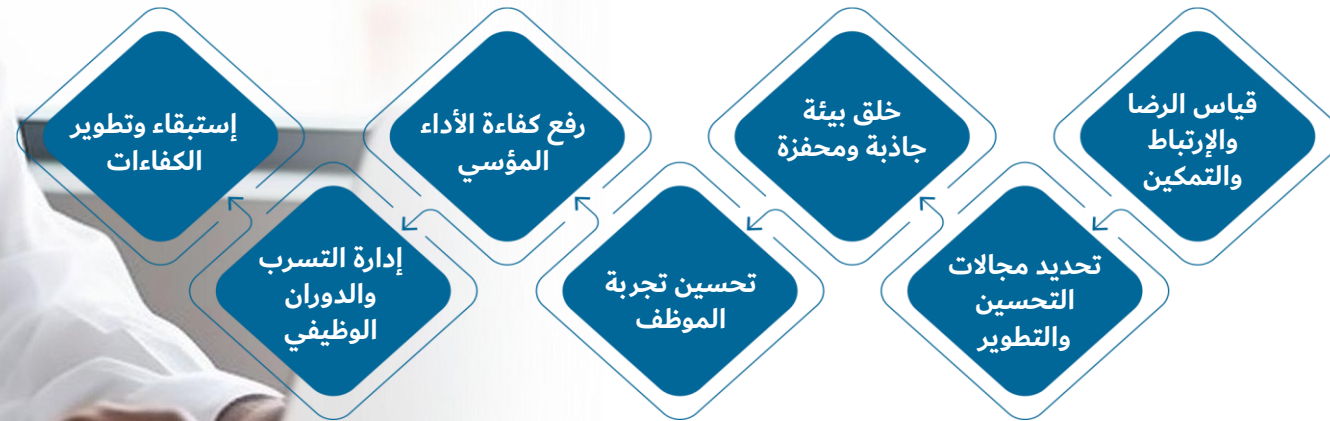 قياس الرضا
والإرتباط
والتمكين
تحديد مجالات
التحسين
والتطوير
خلق بيئة
جاذبة ومحفزة
تحسين تجربة
الموظف
رفع كفاءة الأداء
المؤسي
إدارة التسرب
والدوران
الوظيفي
إستبقاء وتطوير
الكفاءات